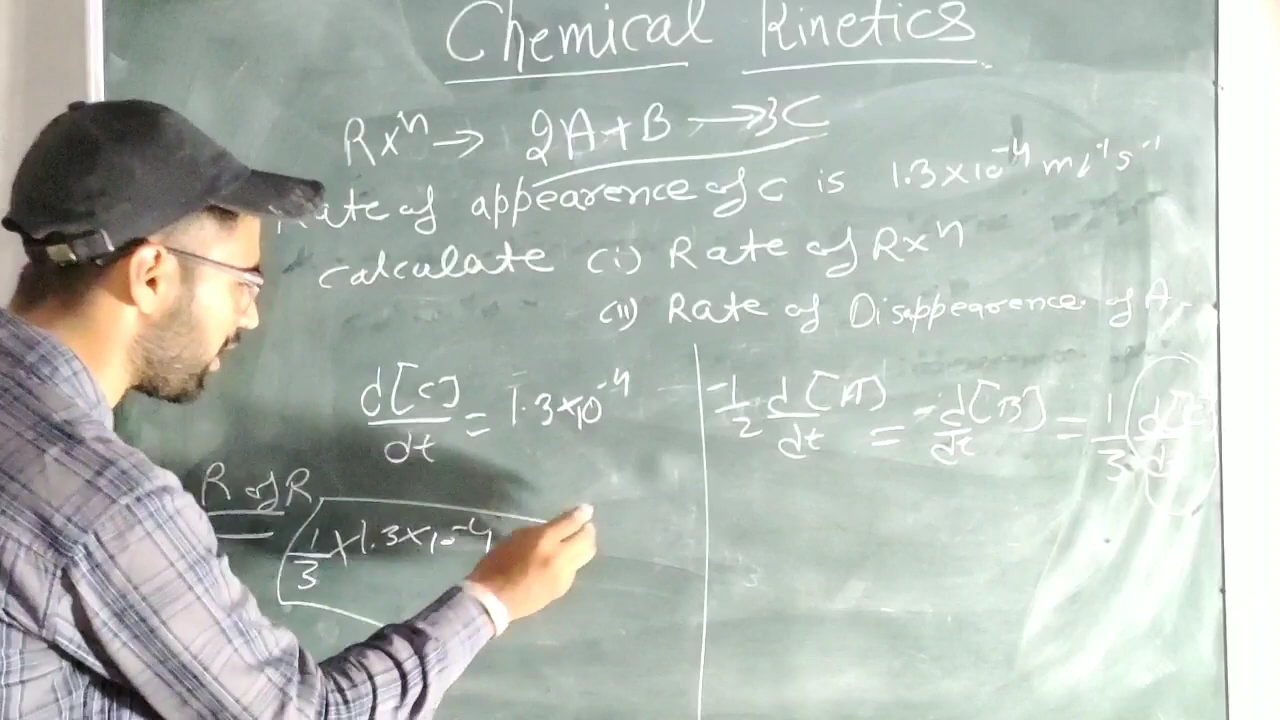 Chemical Kinetics
Rxⁿ → 2A+B → 3C
Rate of appearence of C is 1.3×10⁻⁴ mL⁻¹s⁻¹
Calculate (i) Rate of Rxⁿ
(ii) Rate of Disappearence of A.
d[C]/dt = 1.3×10⁻⁴
-1/2 d[A]/dt = -d[B]/dt = 1/3 d[C]/dt
R of R
1/3 × 1.3×10⁻⁴